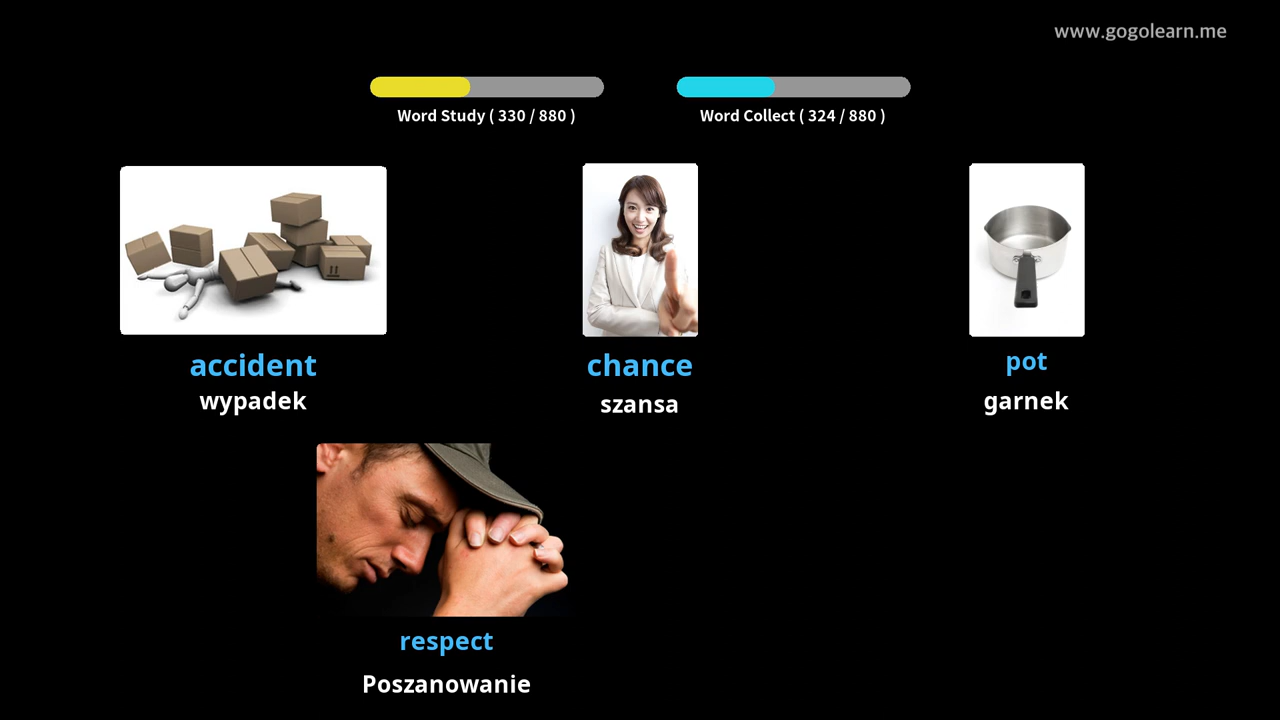 www.gogolearn.me
Word Study ( 330 / 880 )
Word Collect ( 324 / 880 )
accident
wypadek
chance
szansa
pot
garnek
respect
Poszanowanie